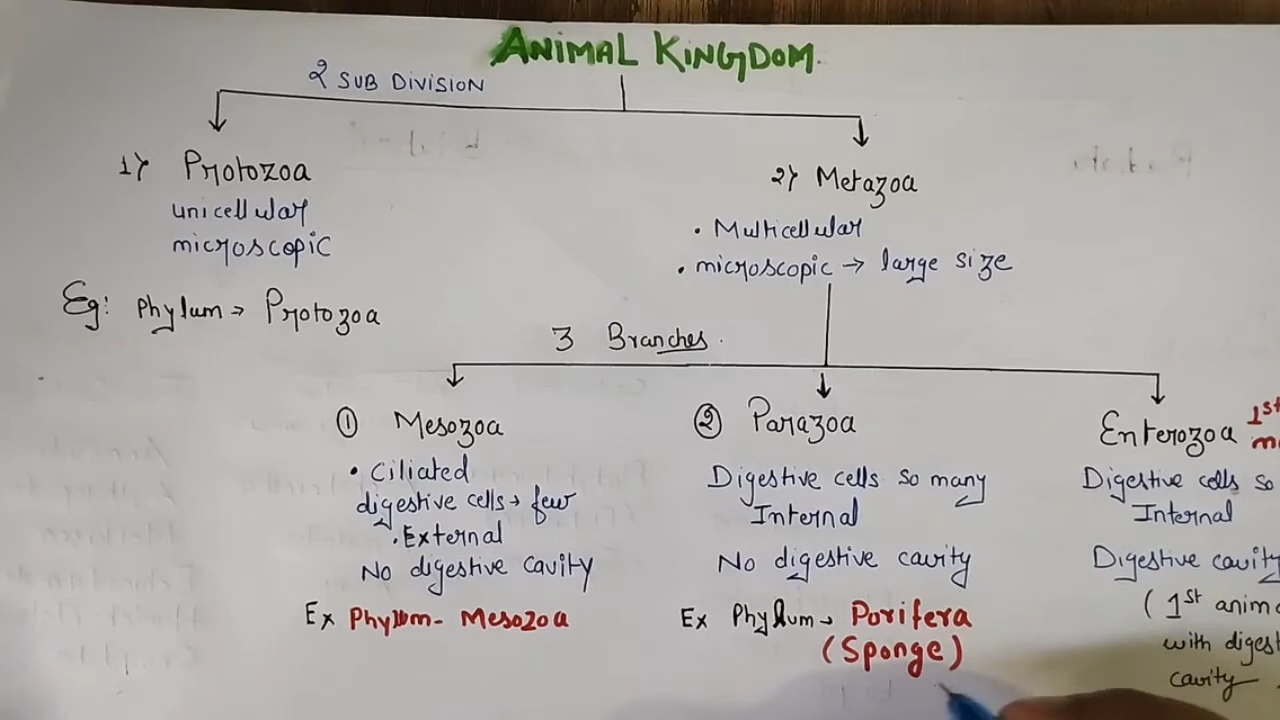 ANIMAL KINGDOM.
2 SUB DIVISION
1) Protozoa
unicellular
microscopic
Eg: Phylum → Protozoa
2) Metazoa
• Multicellular
• microscopic → large size
3 Branches.
① Mesozoa
• Ciliated
digestive cells → few
• External
No digestive cavity
Ex Phylum - Mesozoa
② Parazoa
Digestive cells so many
Internal
No digestive cavity
Ex Phylum → Porifera
(Sponge)
Enterozoa 1st
Digestive cells so
Internal
Digestive cavity
(1st
with
cavity